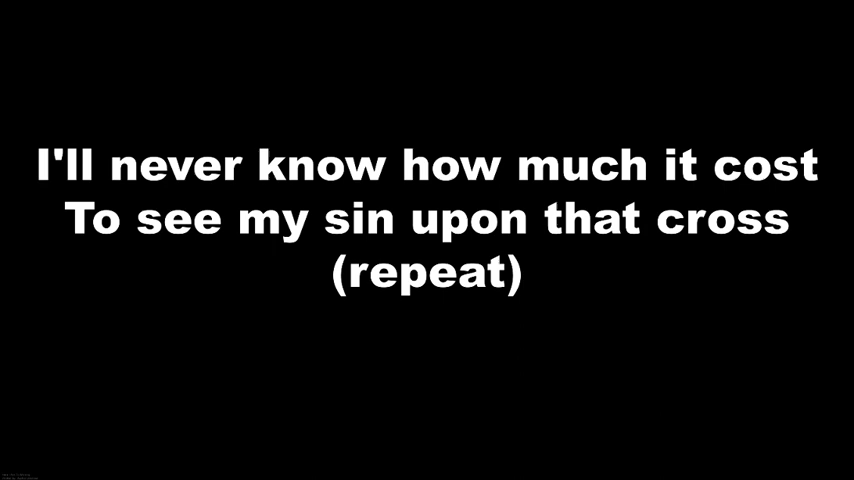 I'll never know how much it cost
To see my sin upon that cross
(repeat)